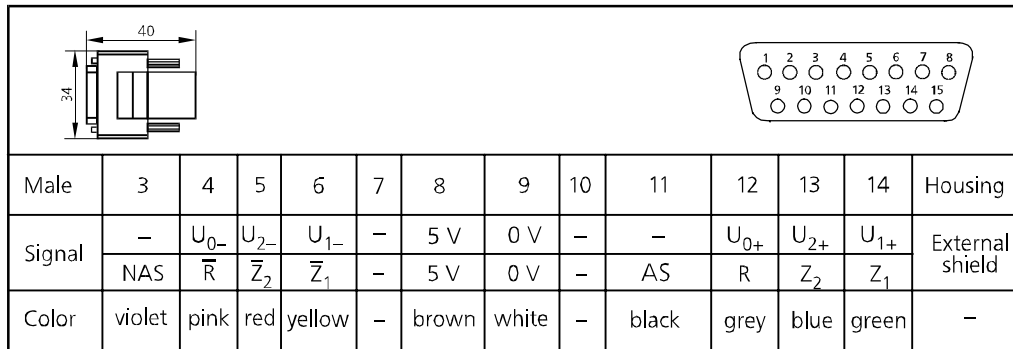 40
34
1 2 3 4 5 6 7 8
9 10 11 12 13 14 15
Male 3 4 5 6 7 8 9 10 11 12 13 14 Housing
Signal – U₀₋ U₂₋ U₁₋ – 5 V 0 V – – U₀₊ U₂₊ U₁₊ External shield
NAS R̅ Z̅₂ Z̅₁ – 5 V 0 V – AS R Z₂ Z₁
Color violet pink red yellow – brown white – black grey blue green –